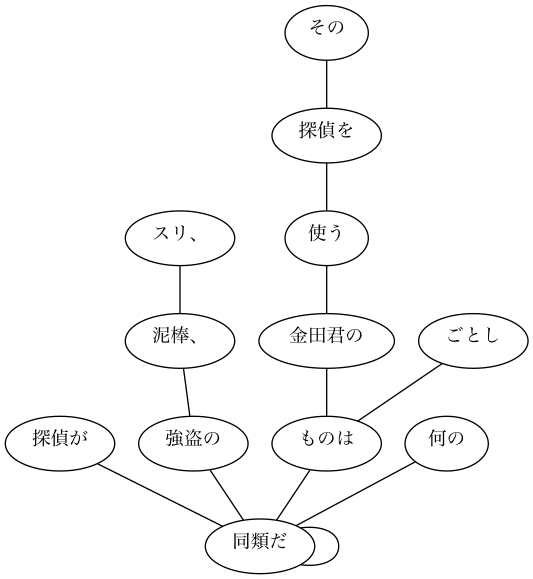 その
探偵を
スリ、
使う
泥棒、
金田君の
ごとし
探偵が
強盗の
ものは
何の
同類だ